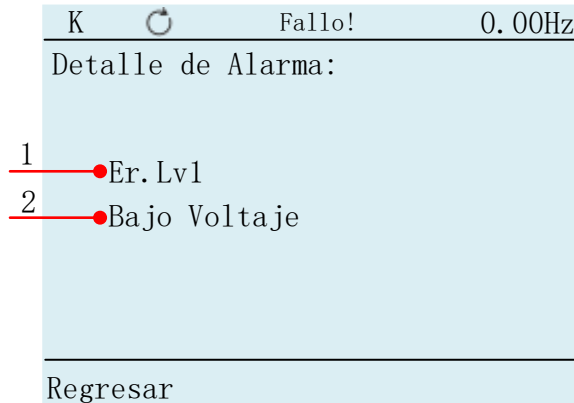 K Fallo! 0.00Hz
Detalle de Alarma:
1 Er.Lv1
2 Bajo Voltaje
Regresar